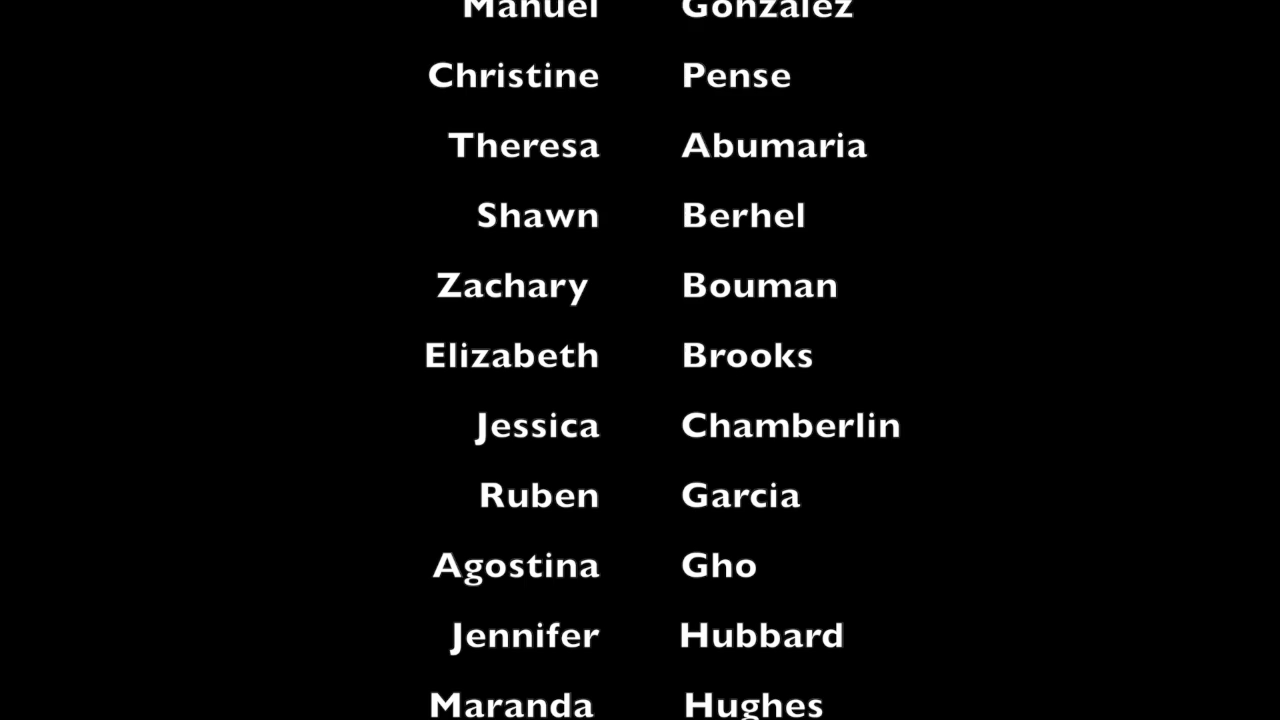 Manuel Gonzalez
Christine Pense
Theresa Abumaria
Shawn Berhel
Zachary Bouman
Elizabeth Brooks
Jessica Chamberlin
Ruben Garcia
Agostina Gho
Jennifer Hubbard
Maranda Hughes